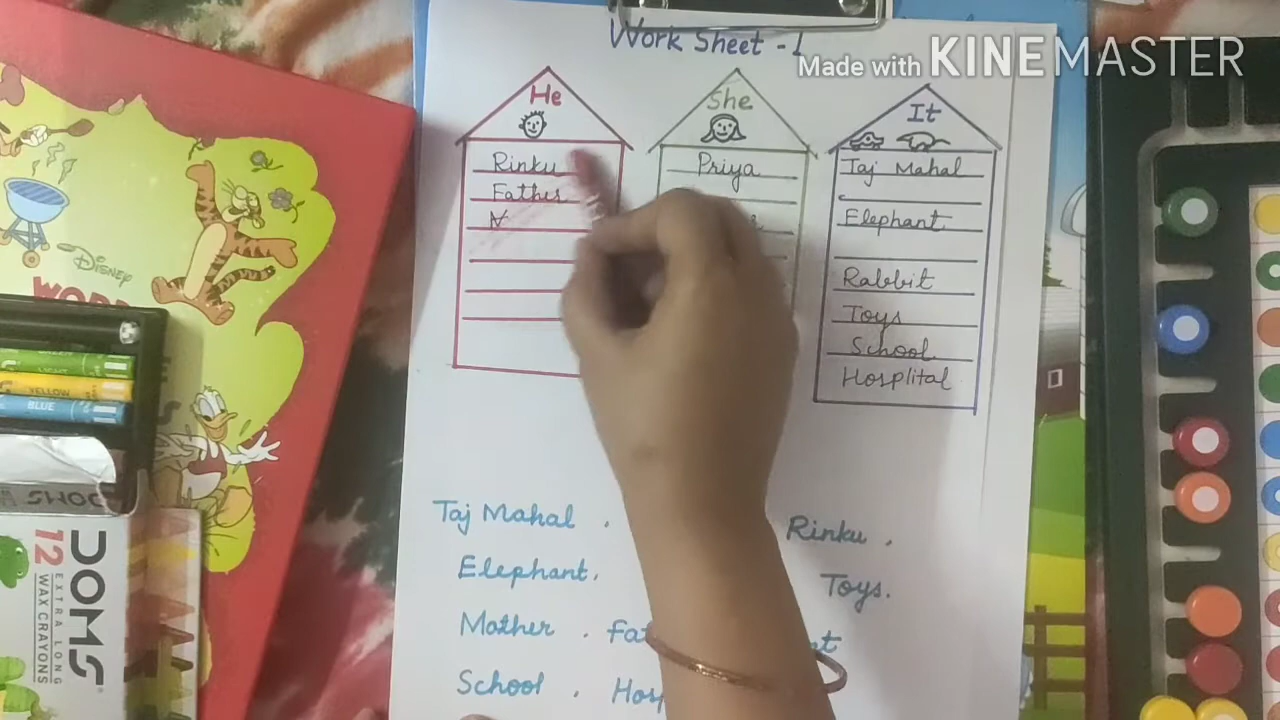 Work Sheet - 1
Made with KINEMASTER
He
She
It
Rinku
Father
N
Priya
Taj Mahal
Elephant
Rabbit
Toys
School
Hosplital
Taj Mahal .
Rinku .
Elephant.
Toys.
Mother .
School .
DISNEY
YELLOW
BLUE
DOMS
12
EXTRA LONG
WAX CRAYONS